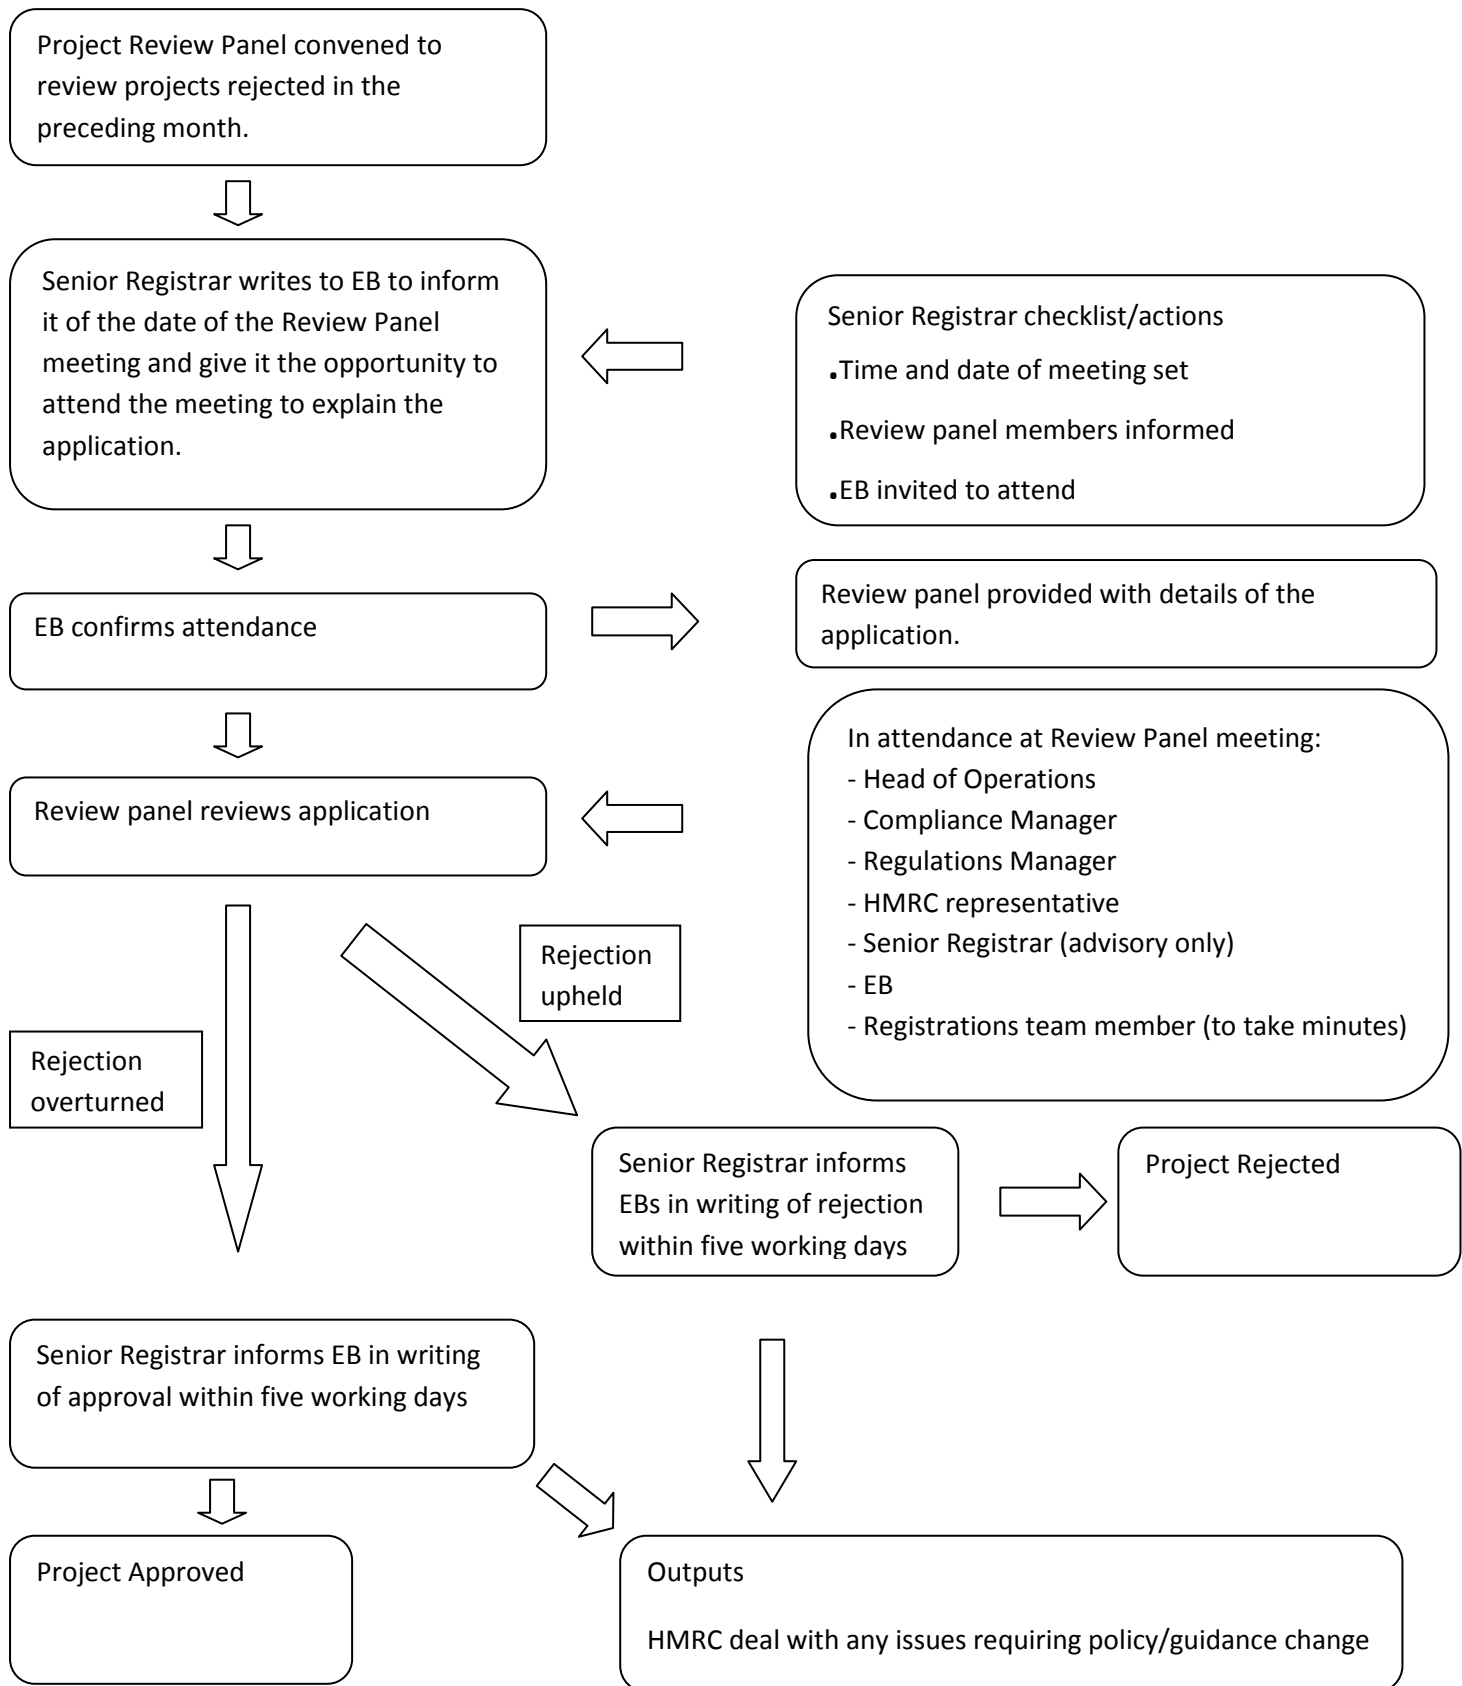 Project Review Panel convened to
review projects rejected in the
preceding month.
Senior Registrar writes to EB to inform
it of the date of the Review Panel
meeting and give it the opportunity to
attend the meeting to explain the
application.
Senior Registrar checklist/actions
.Time and date of meeting set
.Review panel members informed
.EB invited to attend
EB confirms attendance
Review panel provided with details of the
application.
Review panel reviews application
In attendance at Review Panel meeting:
- Head of Operations
- Compliance Manager
- Regulations Manager
- HMRC representative
- Senior Registrar (advisory only)
- EB
- Registrations team member (to take minutes)
Rejection
upheld
Rejection
overturned
Senior Registrar informs
EBs in writing of rejection
within five working days
Project Rejected
Senior Registrar informs EB in writing
of approval within five working days
Project Approved
Outputs
HMRC deal with any issues requiring policy/guidance change